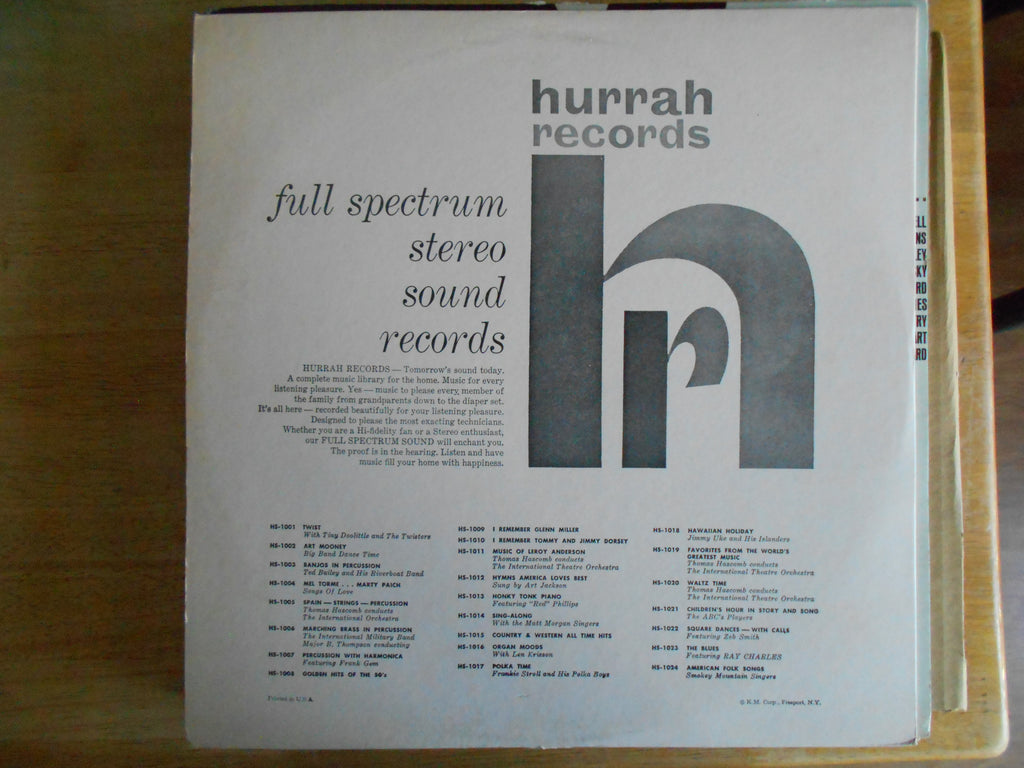 hurrah
records
full spectrum
stereo
sound
records
HURRAH RECORDS — Tomorrow's sound today.
A complete music library for the home. Music for every
listening pleasure. Yes — music to please every member of
the family from grandparents down to the diaper set.
It's all here — recorded beautifully for your listening pleasure.
Designed to please the most exacting technicians.
Whether you are a Hi-fidelity fan or a Stereo enthusiast,
our FULL SPECTRUM SOUND will enchant you.
The proof is in the hearing. Listen and have
music fill your home with happiness.
hr
HS-1001 TWIST
With Tiny Doolittle and The Twisters
HS-1002 ART MOONEY
Big Band Dance Time
HS-1003 BANJOS IN PERCUSSION
Ted Bailey and His Riverboat Band
HS-1004 MEL TORME . . . MARTY PAICH
Songs Of Love
HS-1005 SPAIN — STRINGS — PERCUSSION
Thomas Hascomb conducts
The International Orchestra
HS-1006 MARCHING BRASS IN PERCUSSION
The International Military Band
Major B. Thompson conducting
HS-1007 PERCUSSION WITH HARMONICA
Featuring Frank Gem
HS-1008 GOLDEN HITS OF THE 50's
HS-1009 I REMEMBER GLENN MILLER
HS-1010 I REMEMBER TOMMY AND JIMMY DORSEY
HS-1011 MUSIC OF LEROY ANDERSON
Thomas Hascomb conducts
The International Theatre Orchestra
HS-1012 HYMNS AMERICA LOVES BEST
Sung by Art Jackson
HS-1013 HONKY TONK PIANO
Featuring "Red" Phillips
HS-1014 SING-ALONG
With the Matt Morgan Singers
HS-1015 COUNTRY & WESTERN ALL TIME HITS
HS-1016 ORGAN MOODS
With Len Krissen
HS-1017 POLKA TIME
Frankie Stroll and His Polka Boys
HS-1018 HAWAIIAN HOLIDAY
Jimmy Uke and His Islanders
HS-1019 FAVORITES FROM THE WORLD'S
GREATEST MUSIC
Thomas Hascomb conducts
The International Theatre Orchestra
HS-1020 WALTZ TIME
Thomas Hascomb conducts
The International Theatre Orchestra
HS-1021 CHILDREN'S HOUR IN STORY AND SONG
The ABC's Players
HS-1022 SQUARE DANCES — WITH CALLS
Featuring Zeb Smith
HS-1023 THE BLUES
Featuring RAY CHARLES
HS-1024 AMERICAN FOLK SONGS
Smokey Mountain Singers
Printed in U.S.A.
© K.M. Corp., Freeport, N.Y.
LL
NS
LEY
KY
RD
ES
RY
ART
RD